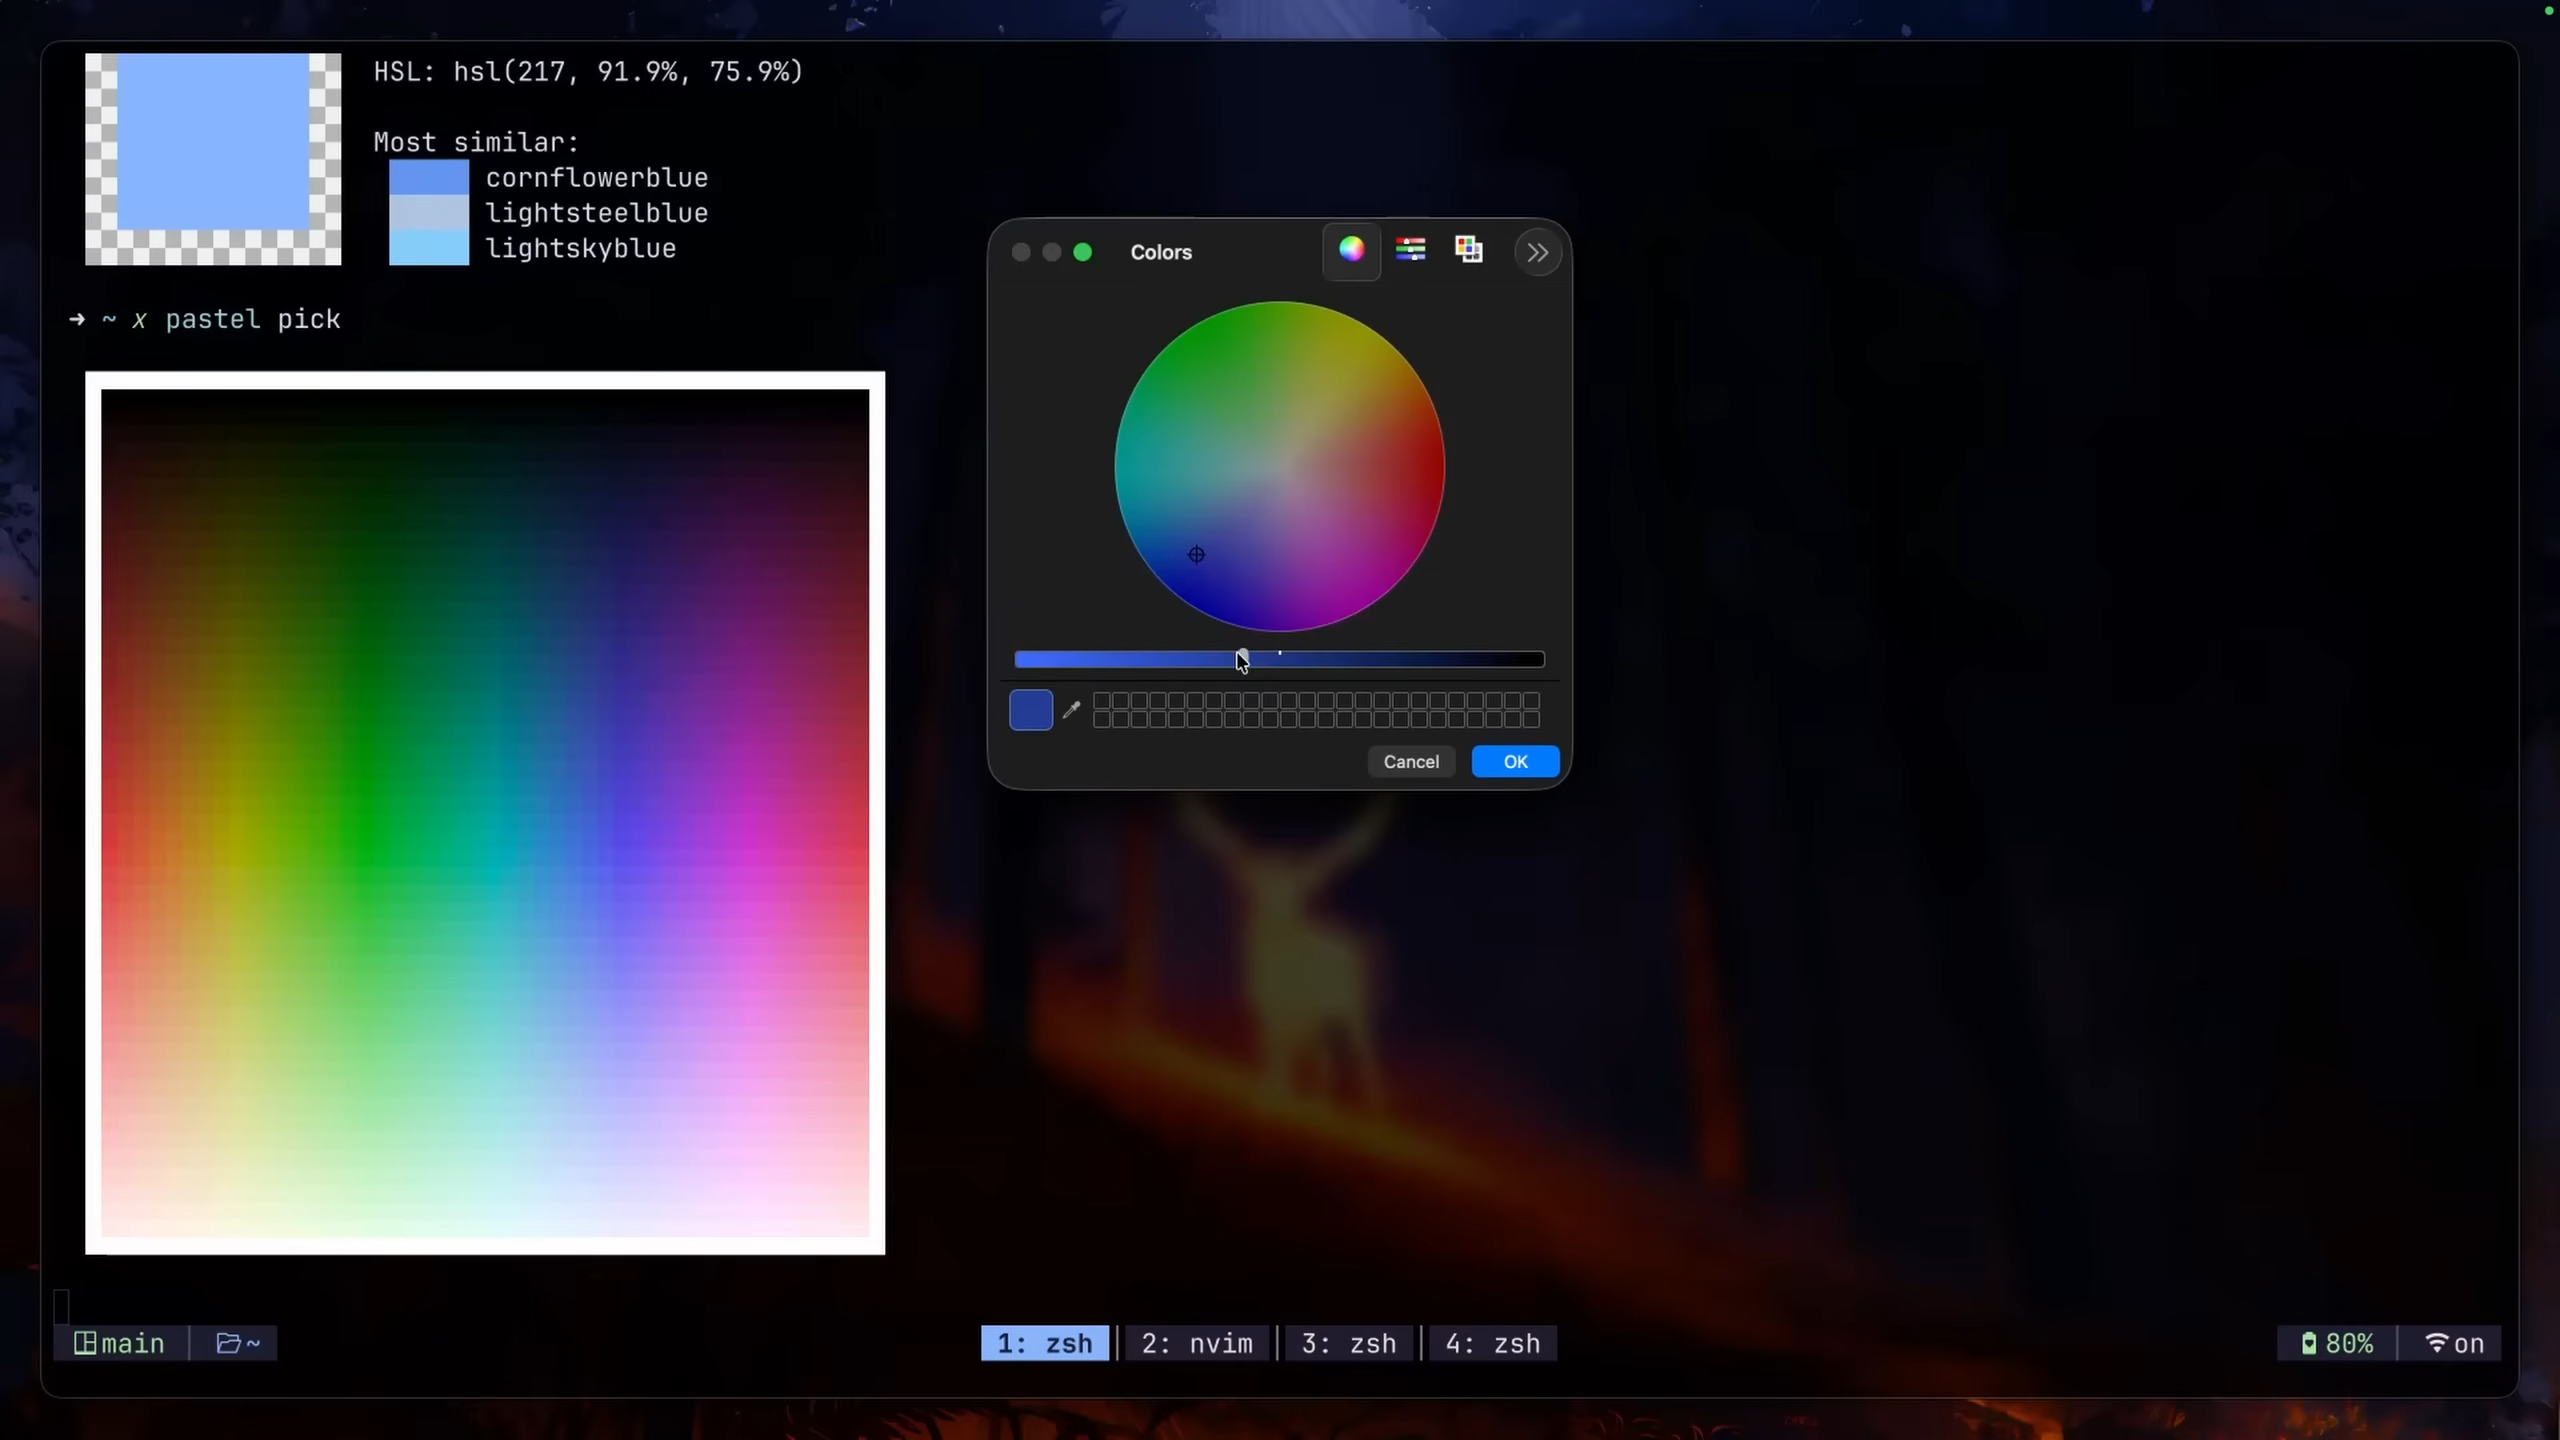 HSL: hsl(217, 91.9%, 75.9%)
Most similar:
cornflowerblue
lightsteelblue
lightskyblue
→ ~ x pastel pick
Colors
Cancel
OK
main ~
1: zsh
2: nvim
3: zsh
4: zsh
80%
on